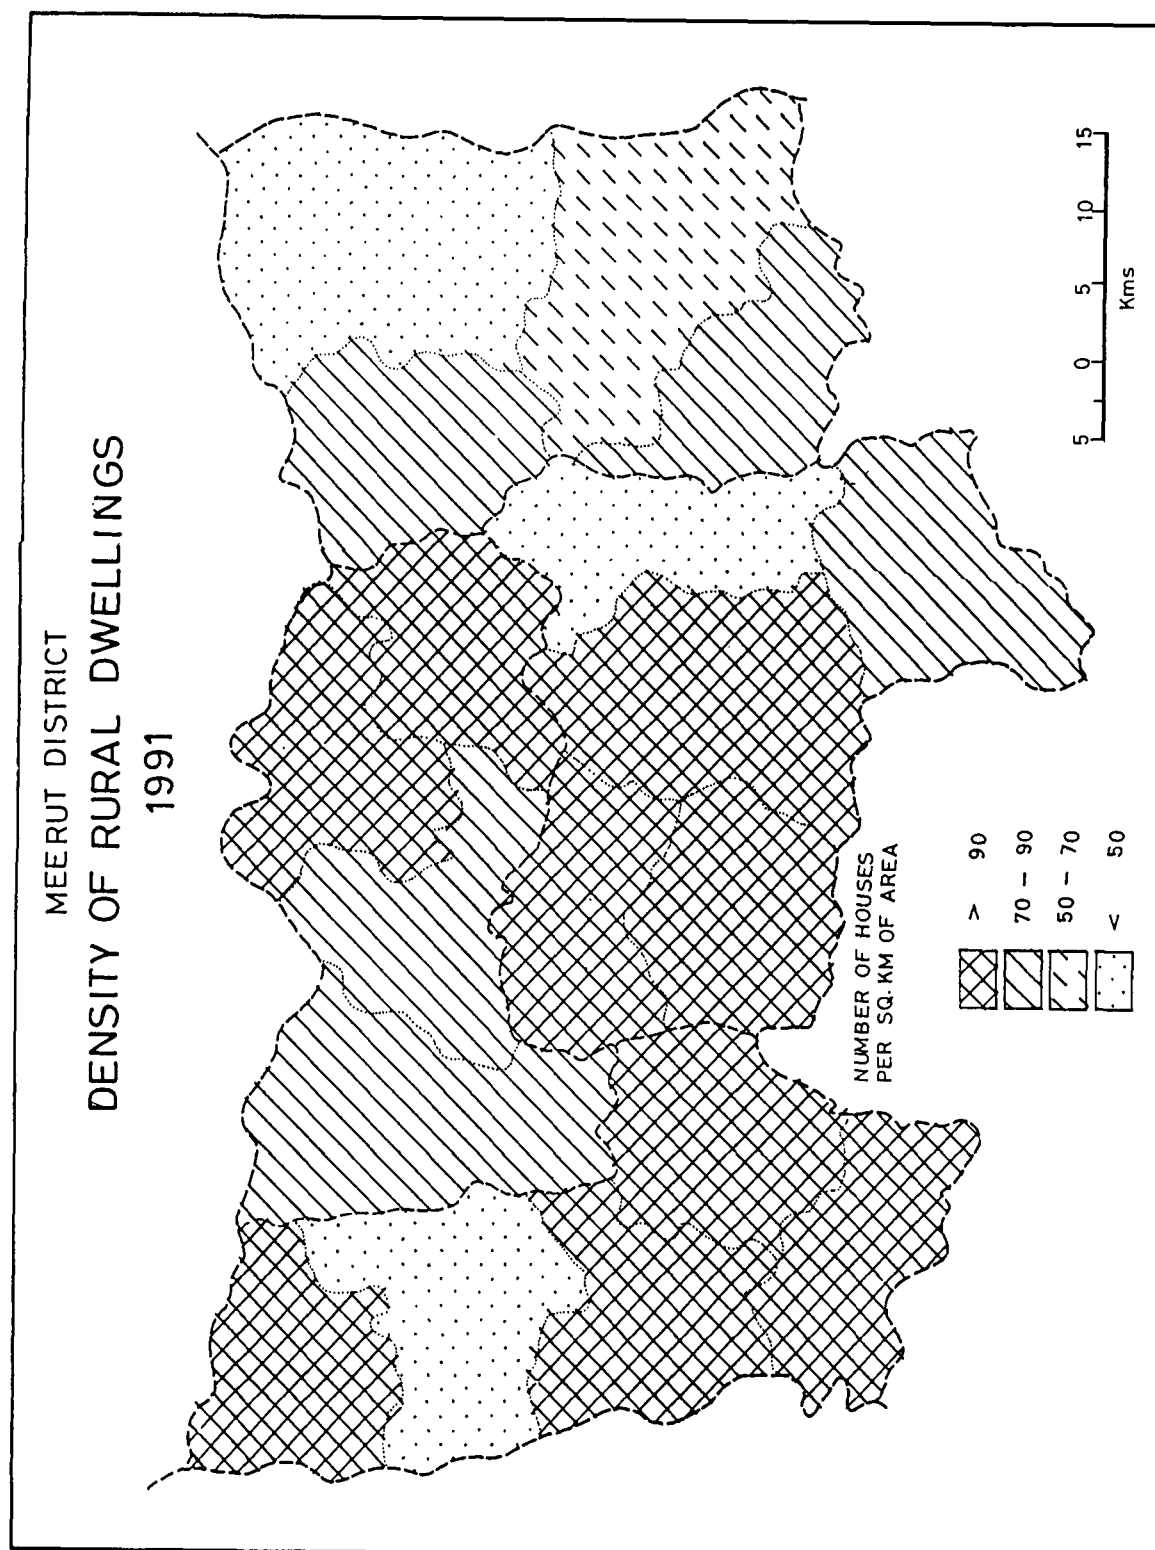 MEERUT DISTRICT
DENSITY OF RURAL DWELLINGS
1991
NUMBER OF HOUSES
PER SQ. KM OF AREA
> 90
70 – 90
50 – 70
< 50
5 0 5 10 15
Kms